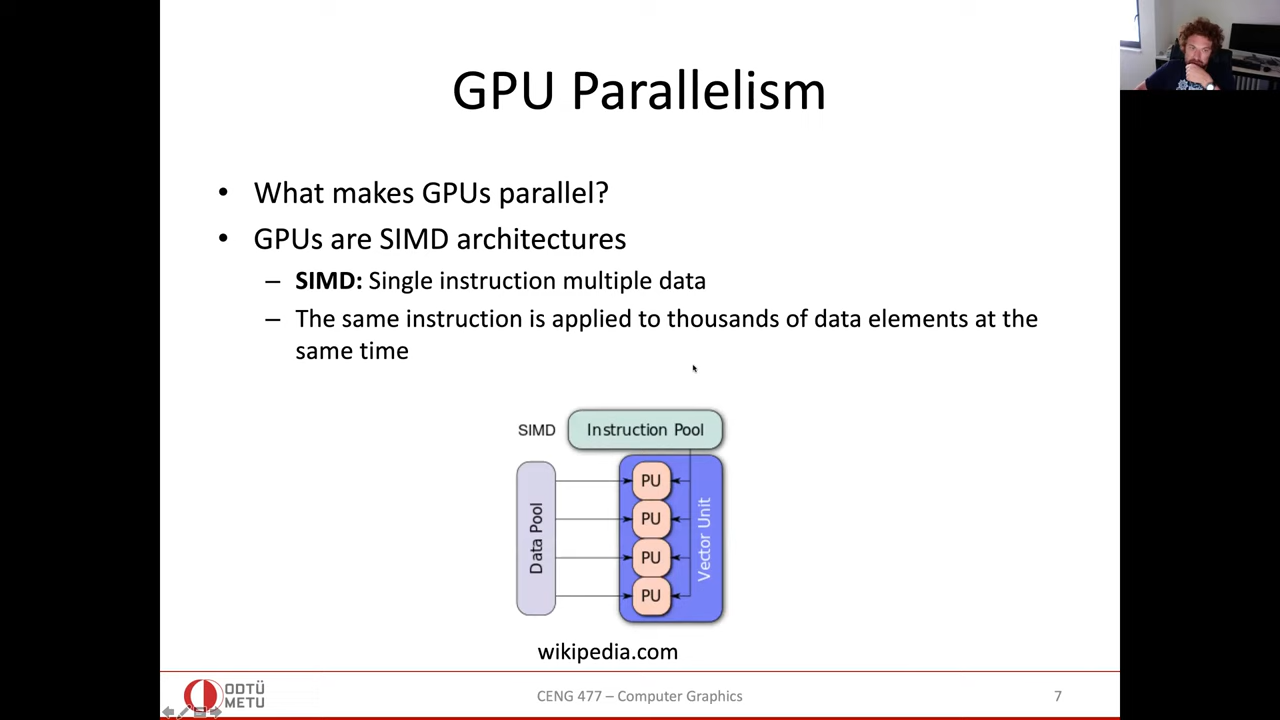 GPU Parallelism
• What makes GPUs parallel?
• GPUs are SIMD architectures
– SIMD: Single instruction multiple data
– The same instruction is applied to thousands of data elements at the
same time
SIMD
Instruction Pool
Data Pool
PU
PU
PU
PU
Vector Unit
wikipedia.com
ODTÜ
METU
CENG 477 – Computer Graphics
7